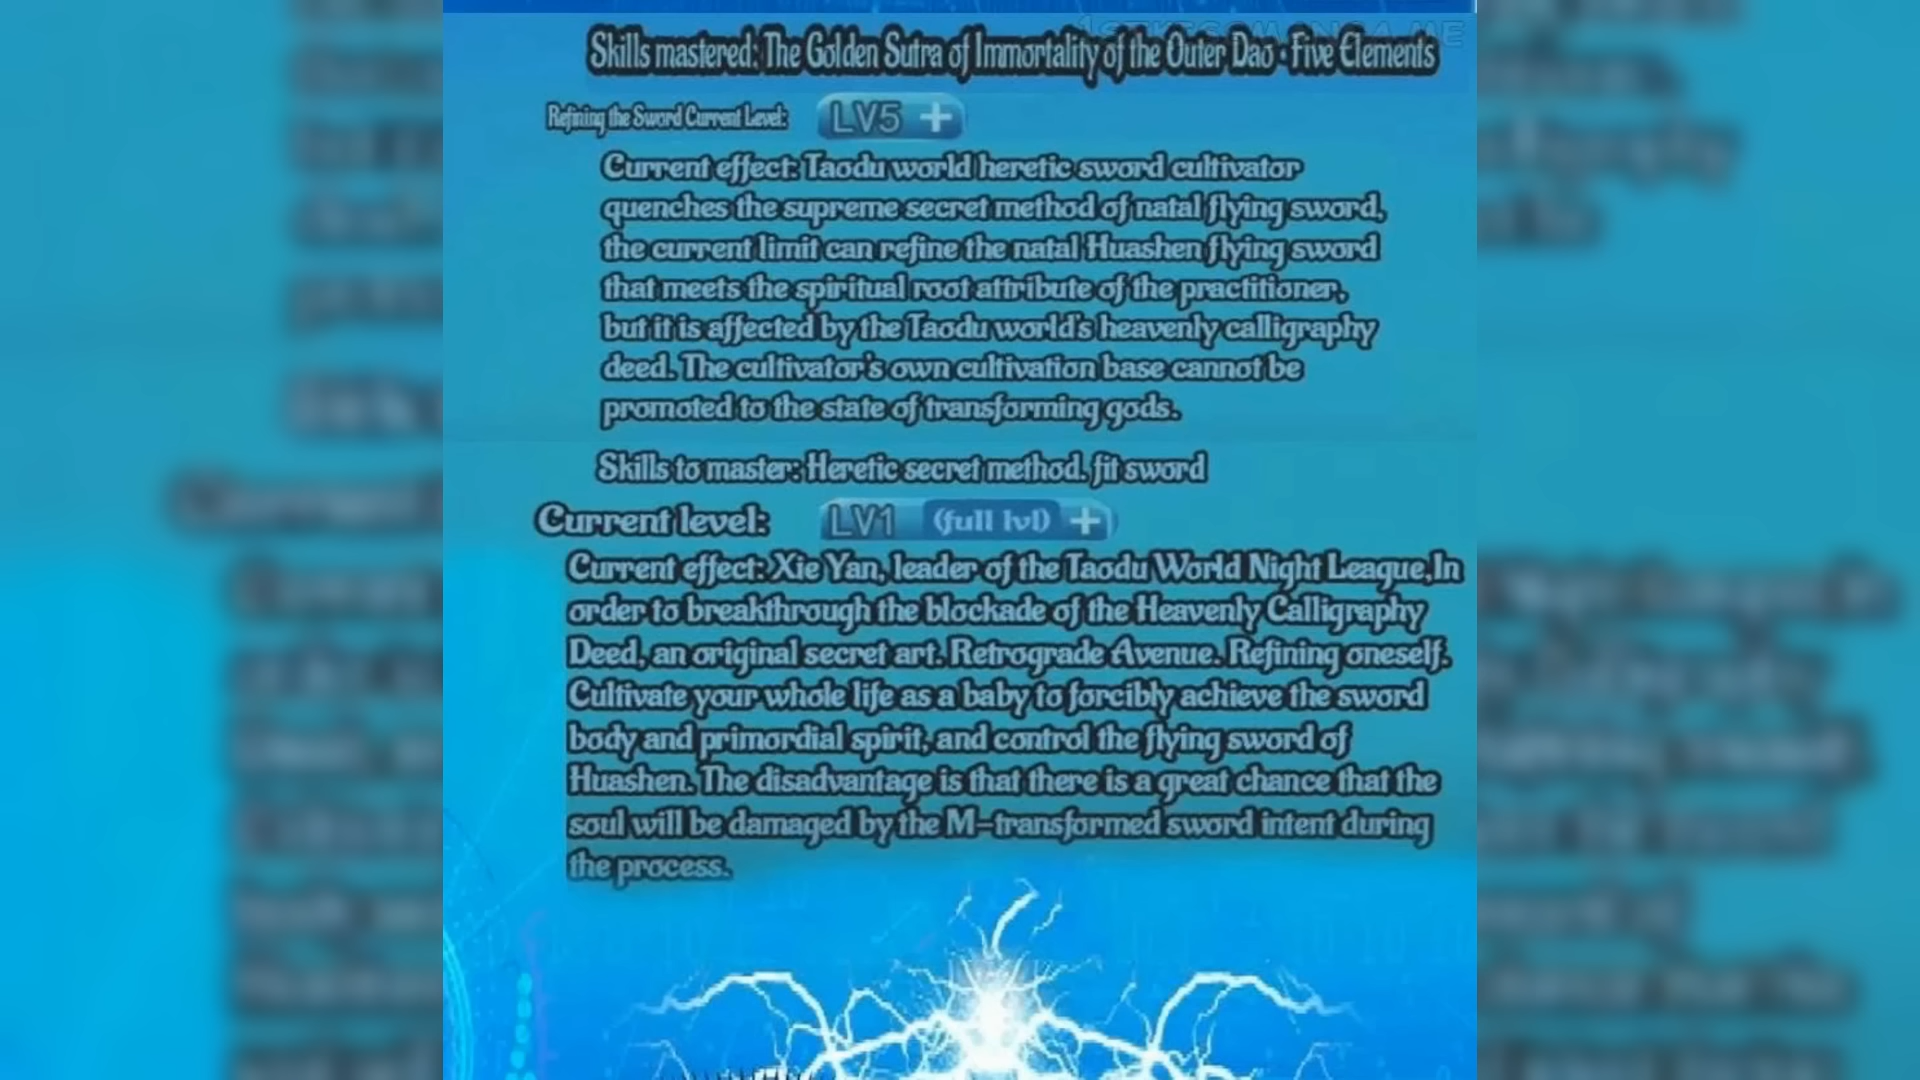 1STKISSMANGA.ME
Skills mastered: The Golden Sutra of Immortality of the Outer Dao · Five Elements
Refining the Sword Current Level: LV5 +
Current effect: Taodu world heretic sword cultivator
quenches the supreme secret method of natal flying sword,
the current limit can refine the natal Huashen flying sword
that meets the spiritual root attribute of the practitioner,
but it is affected by the Taodu world's heavenly calligraphy
deed. The cultivator's own cultivation base cannot be
promoted to the state of transforming gods.
Skills to master: Heretic secret method. fit sword
Current level: LV1 (full lvl) +
Current effect: Xie Yan, leader of the Taodu World Night League,In
order to breakthrough the blockade of the Heavenly Calligraphy
Deed, an original secret art. Retrograde Avenue. Refining oneself.
Cultivate your whole life as a baby to forcibly achieve the sword
body and primordial spirit, and control the flying sword of
Huashen. The disadvantage is that there is a great chance that the
soul will be damaged by the M-transformed sword intent during
the process.